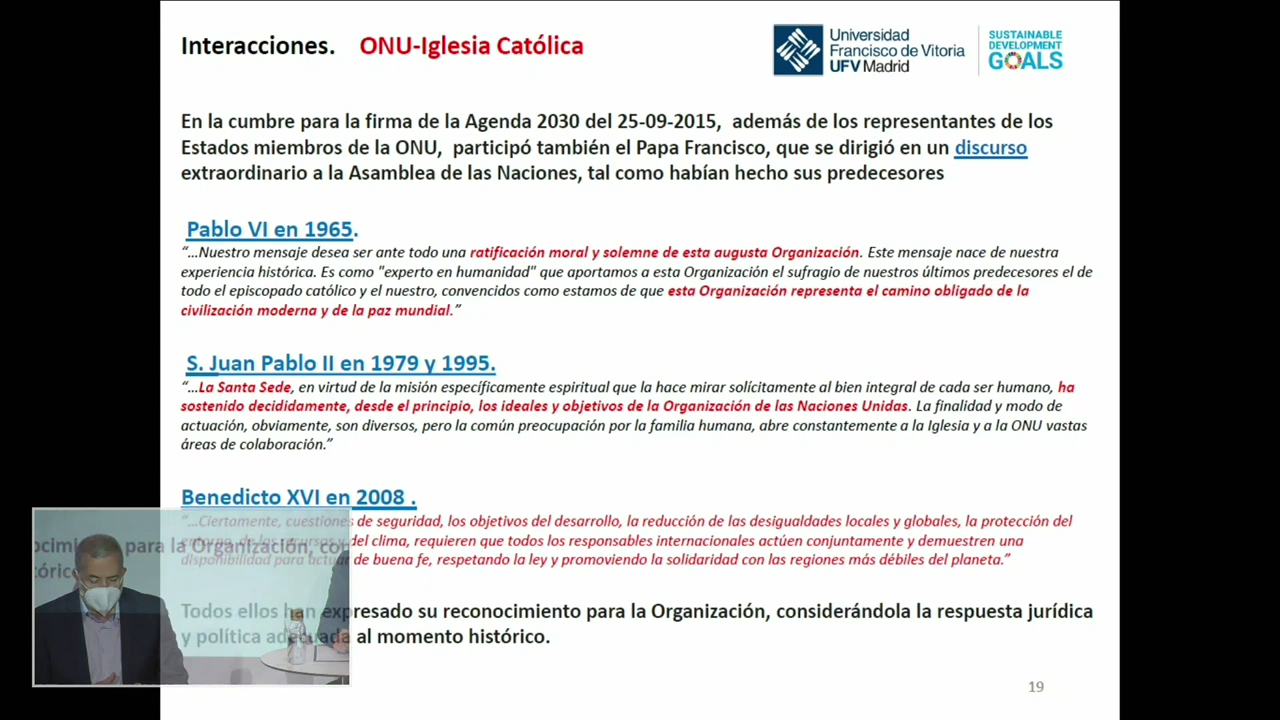 Interacciones. ONU-Iglesia Católica
Universidad
Francisco de Vitoria
UFV Madrid
SUSTAINABLE
DEVELOPMENT
GOALS
En la cumbre para la firma de la Agenda 2030 del 25-09-2015, además de los representantes de los
Estados miembros de la ONU, participó también el Papa Francisco, que se dirigió en un discurso
extraordinario a la Asamblea de las Naciones, tal como habían hecho sus predecesores
Pablo VI en 1965.
“…Nuestro mensaje desea ser ante todo una ratificación moral y solemne de esta augusta Organización. Este mensaje nace de nuestra
experiencia histórica. Es como "experto en humanidad" que aportamos a esta Organización el sufragio de nuestros últimos predecesores el de
todo el episcopado católico y el nuestro, convencidos como estamos de que esta Organización representa el camino obligado de la
civilización moderna y de la paz mundial.”
S. Juan Pablo II en 1979 y 1995.
“…La Santa Sede, en virtud de la misión específicamente espiritual que la hace mirar solícitamente al bien integral de cada ser humano, ha
sostenido decididamente, desde el principio, los ideales y objetivos de la Organización de las Naciones Unidas. La finalidad y modo de
actuación, obviamente, son diversos, pero la común preocupación por la familia humana, abre constantemente a la Iglesia y a la ONU vastas
áreas de colaboración.”
Benedicto XVI en 2008 .
“…Ciertamente, cuestiones de seguridad, los objetivos del desarrollo, la reducción de las desigualdades locales y globales, la protección del
del clima, requieren que todos los responsables internacionales actúen conjuntamente y demuestren una
disponibilidad para actuar de buena fe, respetando la ley y promoviendo la solidaridad con las regiones más débiles del planeta.”
para la Organización,
Todos ellos han expresado su reconocimiento para la Organización, considerándola la respuesta jurídica
y política adecuada al momento histórico.
19